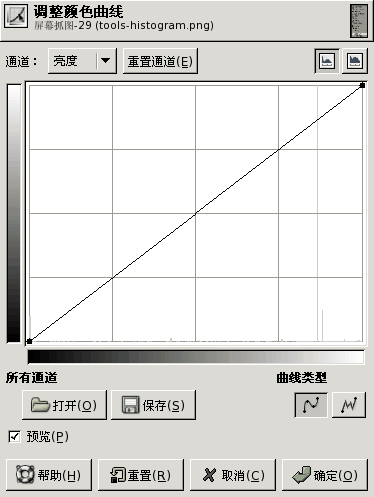 调整颜色曲线
屏幕抓图-29 (tools-histogram.png)
通道： 亮度 重置通道(E)
所有通道 曲线类型
打开(O) 保存(S)
预览(P)
帮助(H) 重置(R) 取消(C) 确定(O)